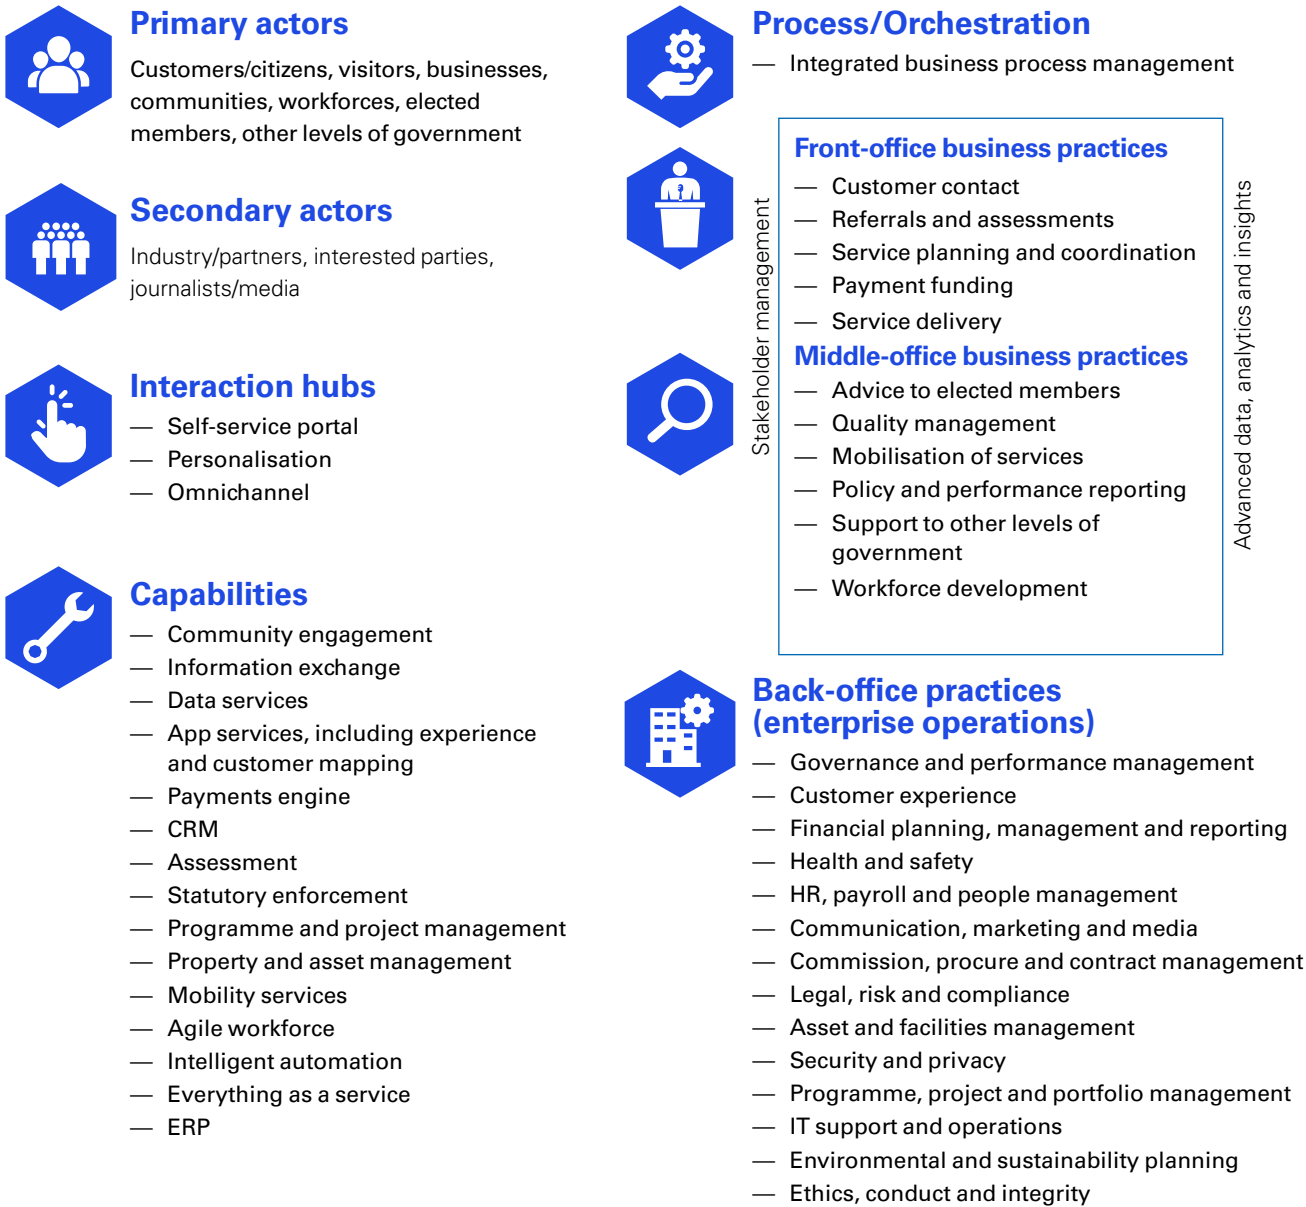 Primary actors
Customers/citizens, visitors, businesses,
communities, workforces, elected
members, other levels of government
Secondary actors
Industry/partners, interested parties,
journalists/media
Interaction hubs
— Self-service portal
— Personalisation
— Omnichannel
Capabilities
— Community engagement
— Information exchange
— Data services
— App services, including experience
and customer mapping
— Payments engine
— CRM
— Assessment
— Statutory enforcement
— Programme and project management
— Property and asset management
— Mobility services
— Agile workforce
— Intelligent automation
— Everything as a service
— ERP
Process/Orchestration
— Integrated business process management
Stakeholder management
Front-office business practices
— Customer contact
— Referrals and assessments
— Service planning and coordination
— Payment funding
— Service delivery
Middle-office business practices
— Advice to elected members
— Quality management
— Mobilisation of services
— Policy and performance reporting
— Support to other levels of
government
— Workforce development
Advanced data, analytics and insights
Back-office practices
(enterprise operations)
— Governance and performance management
— Customer experience
— Financial planning, management and reporting
— Health and safety
— HR, payroll and people management
— Communication, marketing and media
— Commission, procure and contract management
— Legal, risk and compliance
— Asset and facilities management
— Security and privacy
— Programme, project and portfolio management
— IT support and operations
— Environmental and sustainability planning
— Ethics, conduct and integrity